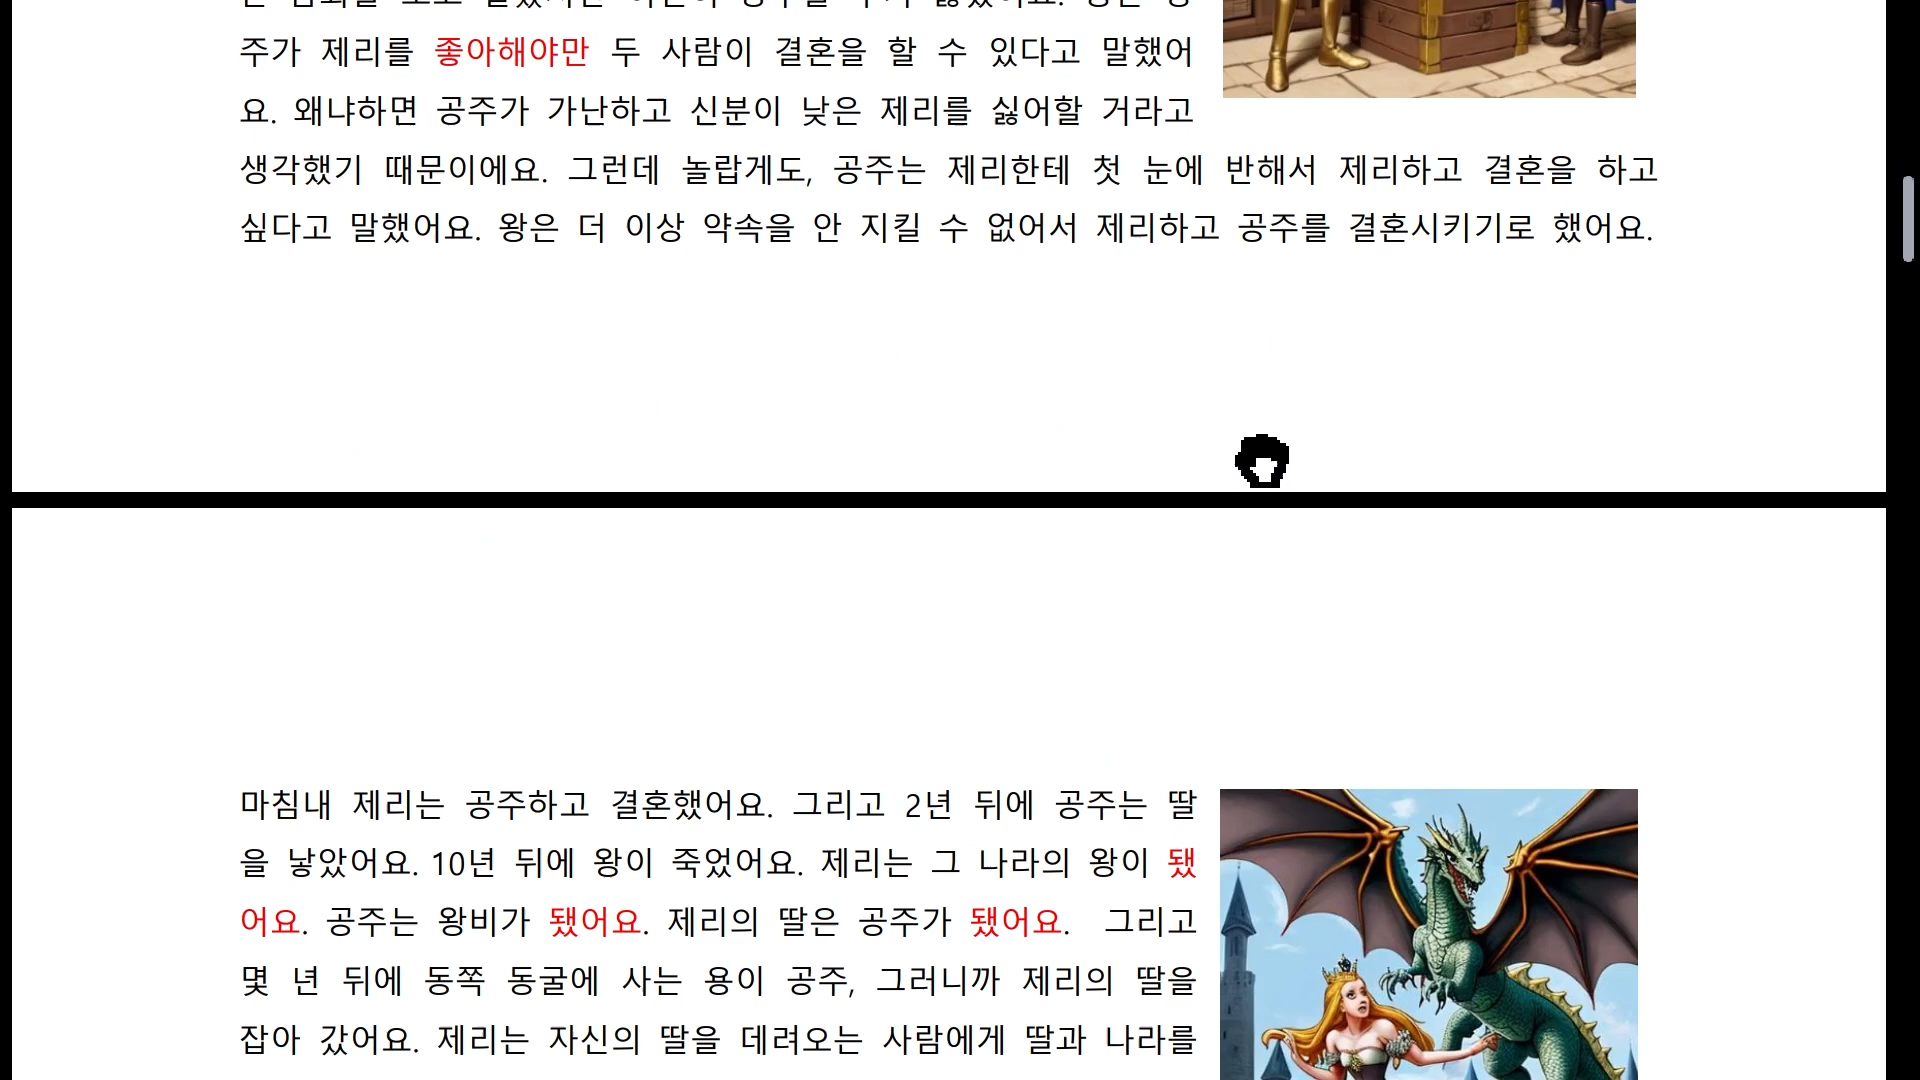 주가 제리를 좋아해야만 두 사람이 결혼을 할 수 있다고 말했어
요. 왜냐하면 공주가 가난하고 신분이 낮은 제리를 싫어할 거라고
생각했기 때문이에요. 그런데 놀랍게도, 공주는 제리한테 첫 눈에 반해서 제리하고 결혼을 하고
싶다고 말했어요. 왕은 더 이상 약속을 안 지킬 수 없어서 제리하고 공주를 결혼시키기로 했어요.
마침내 제리는 공주하고 결혼했어요. 그리고 2년 뒤에 공주는 딸
을 낳았어요. 10년 뒤에 왕이 죽었어요. 제리는 그 나라의 왕이 됐
어요. 공주는 왕비가 됐어요. 제리의 딸은 공주가 됐어요. 그리고
몇 년 뒤에 동쪽 동굴에 사는 용이 공주, 그러니까 제리의 딸을
잡아 갔어요. 제리는 자신의 딸을 데려오는 사람에게 딸과 나라를